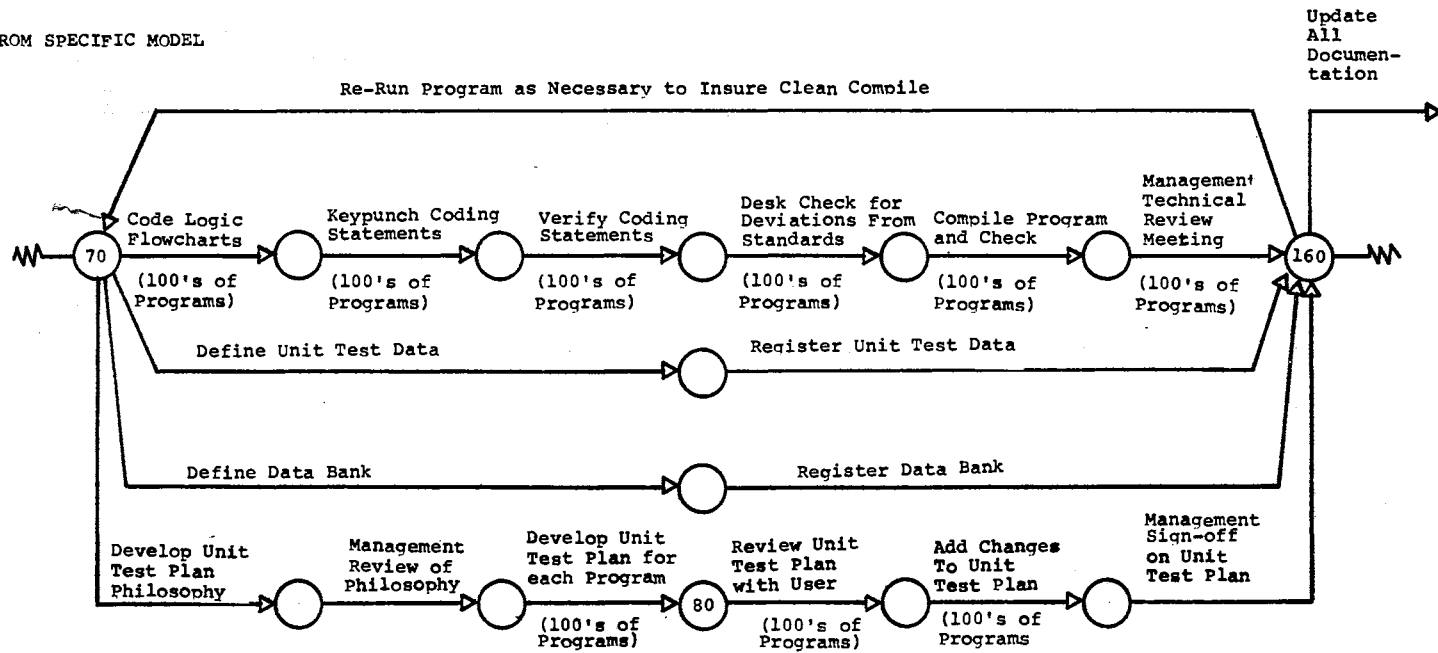 Update
All
Documen-
tation
ROM SPECIFIC MODEL
Re-Run Program as Necessary to Insure Clean Compile
Code Logic
Flowcharts
Keypunch Coding
Statements
Verify Coding
Statements
Desk Check for
Deviations From
Standards
Compile Program
and Check
Management
Technical
Review
Meeting
70
160
(100's of
Programs)
(100's of
Programs)
(100's of
Programs)
(100's of
Programs)
(100's of
Programs)
(100's of
Programs)
Define Unit Test Data
Register Unit Test Data
Define Data Bank
Register Data Bank
Develop Unit
Test Plan
Philosophy
Management
Review of
Philosophy
Develop Unit
Test Plan for
each Program
Review Unit
Test Plan
with User
Add Changes
To Unit
Test Plan
Management
Sign-off
on Unit
Test Plan
80
(100's of
Programs)
(100's of
Programs)
(100's of
Programs